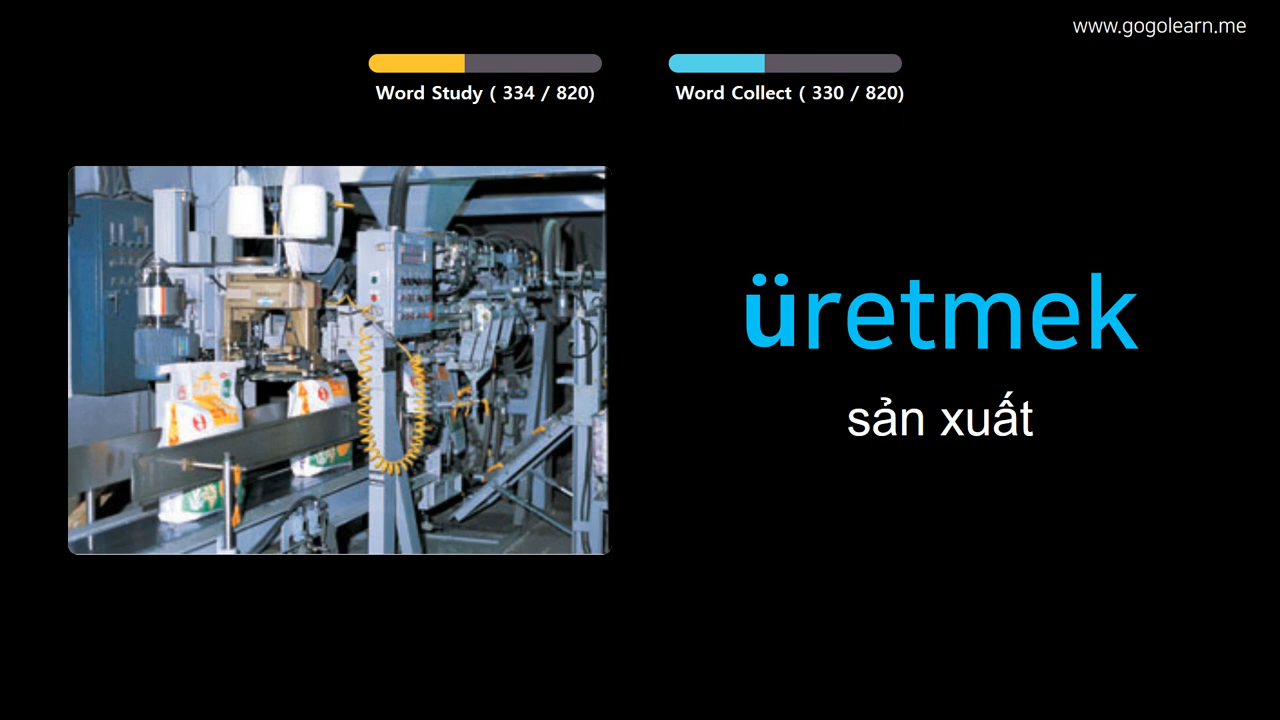 www.gogolearn.me
Word Study ( 334 / 820)
Word Collect ( 330 / 820)
üretmek
sản xuất